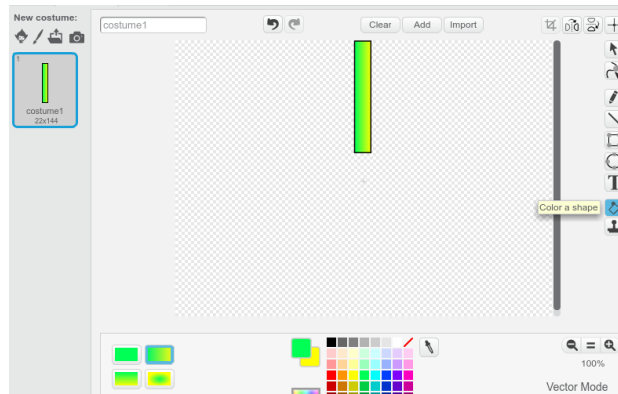 New costume:
costume1
Clear
Add
Import
1
costume1
22x144
T
Color a shape
100%
Vector Mode